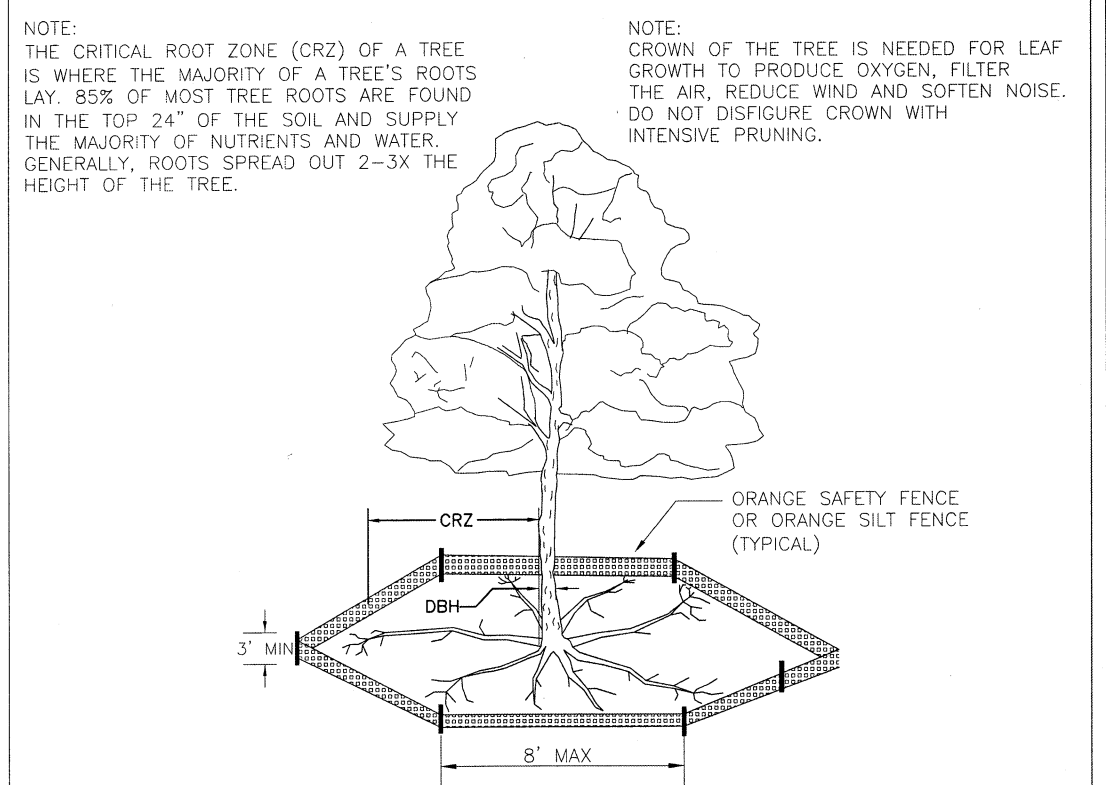 NOTE:
THE CRITICAL ROOT ZONE (CRZ) OF A TREE
IS WHERE THE MAJORITY OF A TREE'S ROOTS
LAY. 85% OF MOST TREE ROOTS ARE FOUND
IN THE TOP 24" OF THE SOIL AND SUPPLY
THE MAJORITY OF NUTRIENTS AND WATER.
GENERALLY, ROOTS SPREAD OUT 2-3X THE
HEIGHT OF THE TREE.
NOTE:
CROWN OF THE TREE IS NEEDED FOR LEAF
GROWTH TO PRODUCE OXYGEN, FILTER
THE AIR, REDUCE WIND AND SOFTEN NOISE.
DO NOT DISFIGURE CROWN WITH
INTENSIVE PRUNING.
ORANGE SAFETY FENCE
OR ORANGE SILT FENCE
(TYPICAL)
CRZ
DBH
3' MIN
8' MAX